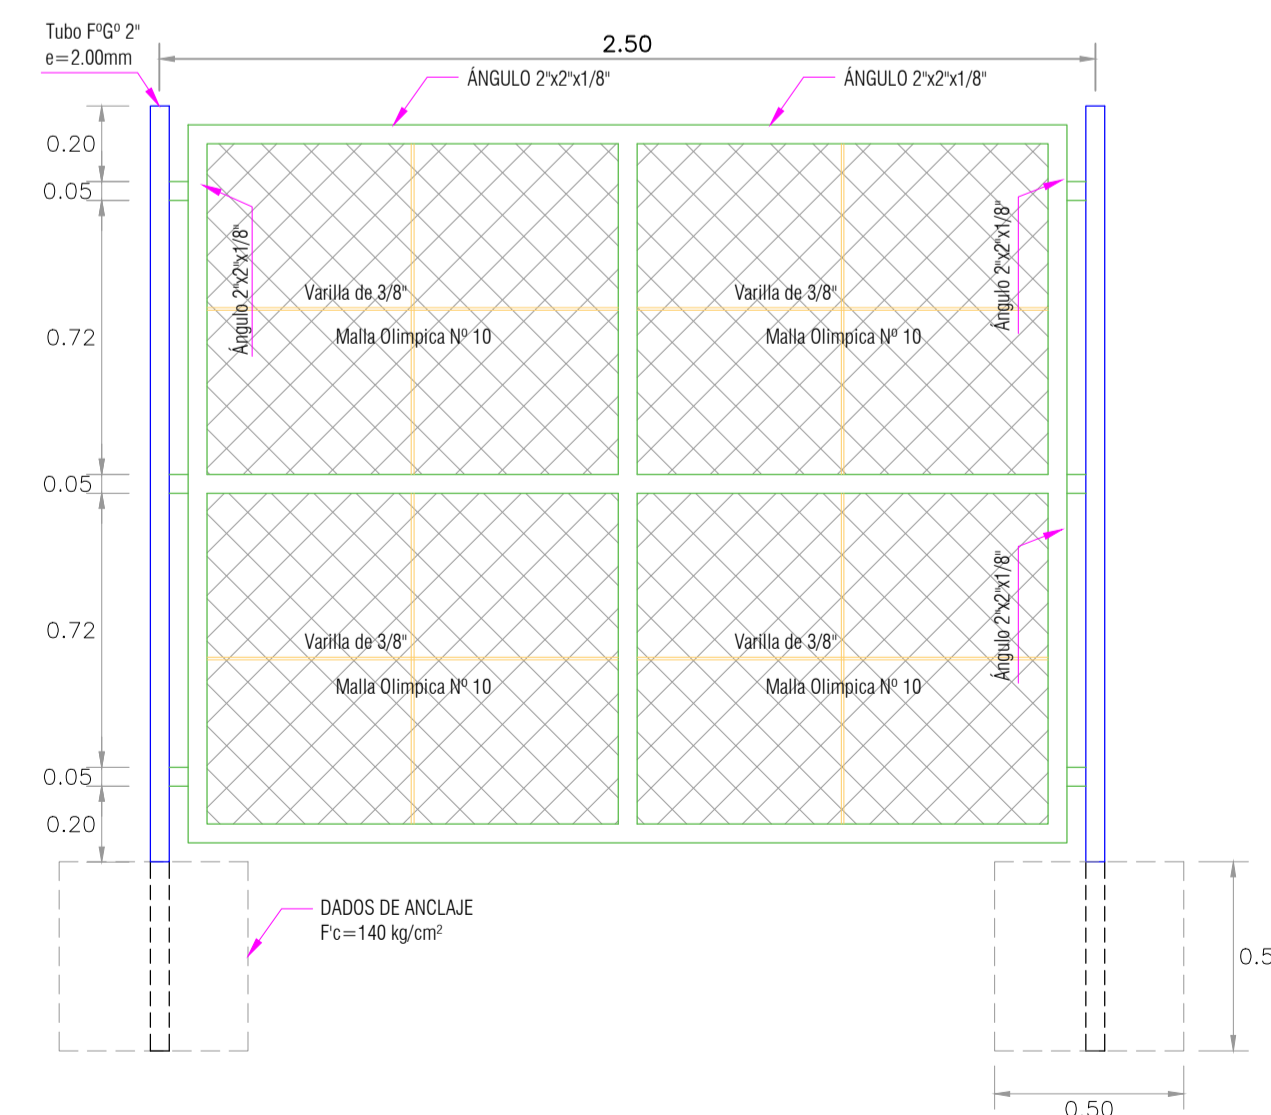 Tubo FºGº 2"
e=2.00mm
2.50
ÁNGULO 2"x2"x1/8"
ÁNGULO 2"x2"x1/8"
0.20
0.05
Ángulo 2"x2"x1/8"
Ángulo 2"x2"x1/8"
Varilla de 3/8"
Varilla de 3/8"
0.72
Malla Olimpica Nº 10
Malla Olimpica Nº 10
0.05
Ángulo 2"x2"x1/8"
0.72
Varilla de 3/8"
Varilla de 3/8"
Malla Olimpica Nº 10
Malla Olimpica Nº 10
0.05
0.20
DADOS DE ANCLAJE
F'c=140 kg/cm²
0.5
0.50